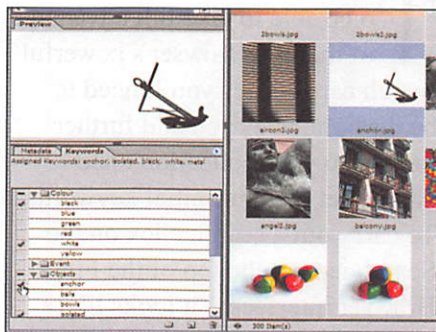 Preview
Metadata
Keywords
Assigned Keywords: anchor, isolated, black, white, metal
Colour
black
blue
green
red
white
yellow
Event
Objects
anchor
balls
bowls
isolated
2bowls.jpg
2bowls2.jpg
aircon2.jpg
anchor.jpg
angel2.jpg
balcony.jpg
300 Item(s)